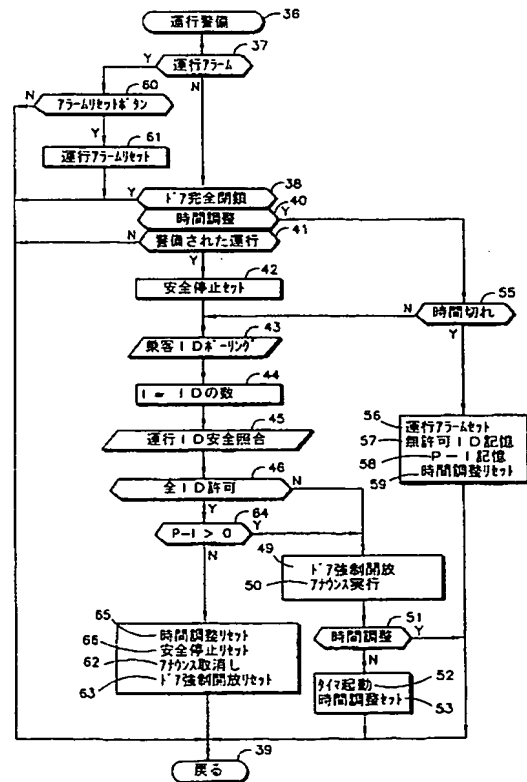 運行警備
36
37
運行アラーム
Y
N
60
N
アラームリセットボタン
Y
61
運行アラームリセット
38
Y
ドア完全閉鎖
40
時間調整
Y
41
N
警備された運行
Y
42
安全停止セット
55
N
時間切れ
Y
43
乗客IDポーリング
44
I = IDの数
45
運行ID安全照合
46
全ID許可
N
Y
64
P-I > 0
Y
N
56
運行アラームセット
57
無許可ID記憶
58
P-I記憶
59
時間調整リセット
49
ドア強制開放
50
アナウンス実行
51
時間調整
Y
N
65
時間調整リセット
66
安全停止リセット
62
アナウンス取消し
63
ドア強制開放リセット
タイマ起動
52
時間調整セット
53
39
戻る